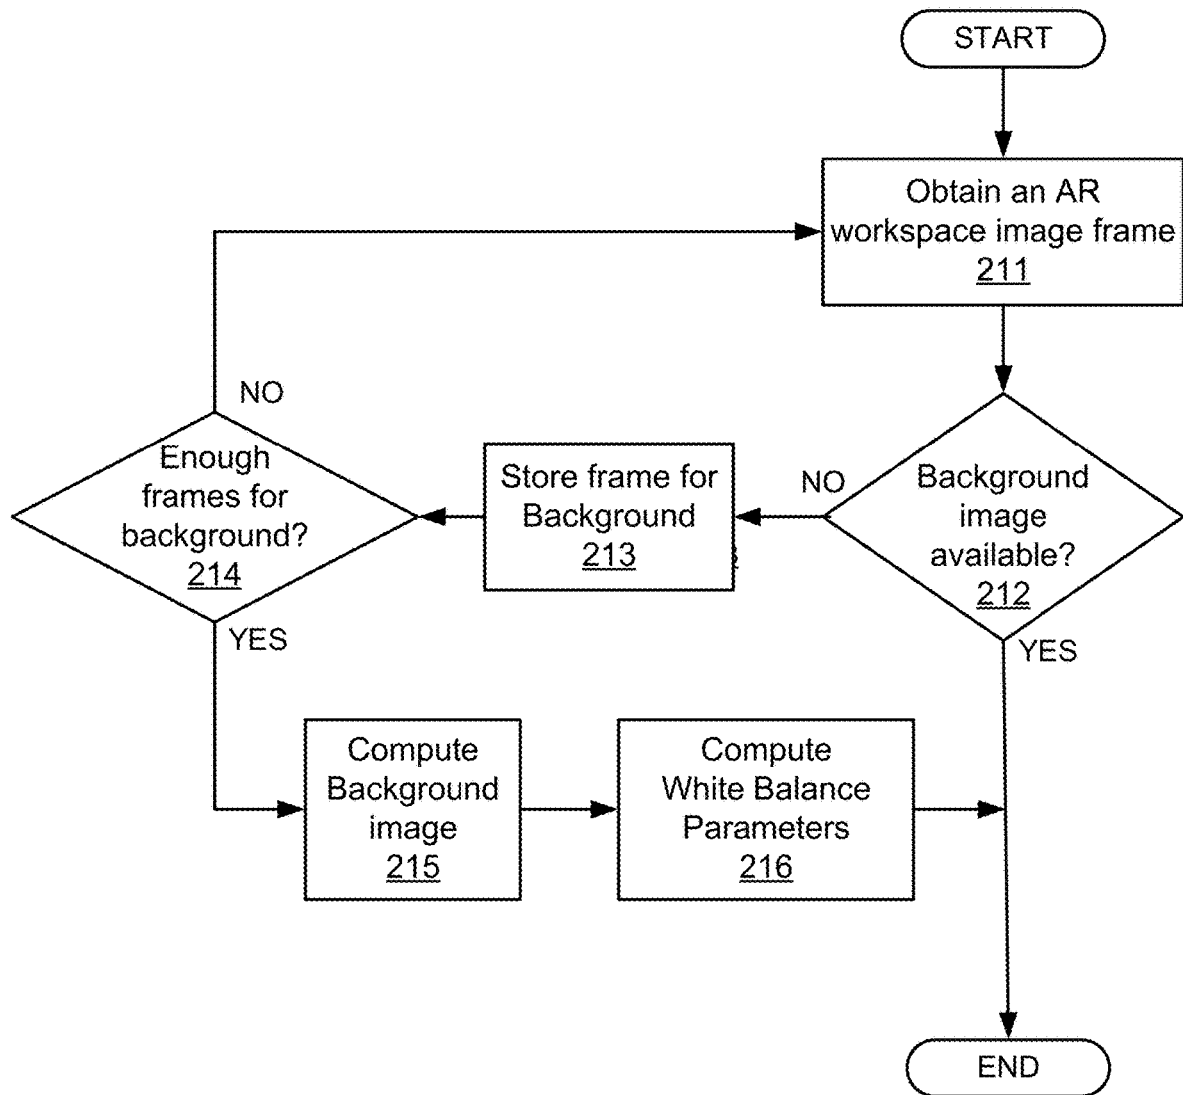 START
Obtain an AR
workspace image frame
211
NO
Enough
frames for
background?
214
YES
Store frame for
Background
213
NO
Background
image
available?
212
YES
Compute
Background
image
215
Compute
White Balance
Parameters
216
END